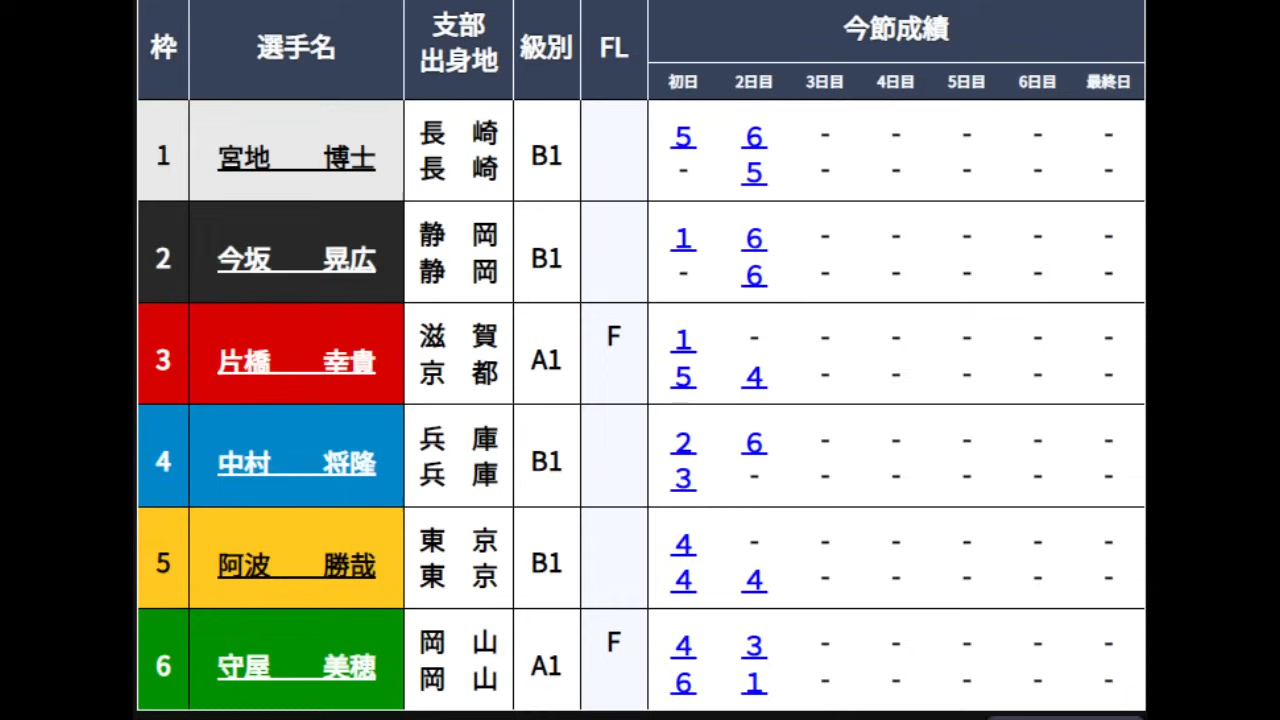 枠 選手名 支部 出身地 級別 FL 今節成績
初日 2日目 3日目 4日目 5日目 6日目 最終日
1 宮地 博士 長崎 B1 5 6 - - - - -
長崎 - 5 - - - - -
2 今坂 晃広 静岡 B1 1 6 - - - - -
静岡 - 6 - - - - -
3 片橋 幸貴 滋賀 A1 F 1 - - - - - -
京都 5 4 - - - - -
4 中村 将隆 兵庫 B1 2 6 - - - - -
兵庫 3 - - - - - -
5 阿波 勝哉 東京 B1 4 - - - - - -
東京 4 4 - - - - -
6 守屋 美穂 岡山 A1 F 4 3 - - - - -
岡山 6 1 - - - - -